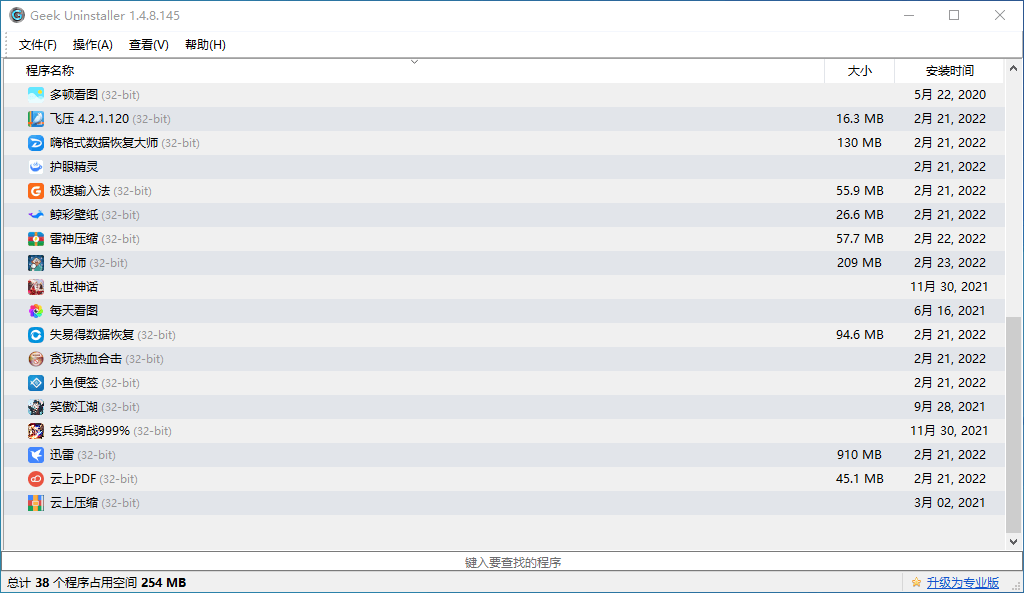 Geek Uninstaller 1.4.8.145
文件(F) 操作(A) 查看(V) 帮助(H)
程序名称 大小 安装时间
多顿看图 (32-bit) 5月 22, 2020
飞压 4.2.1.120 (32-bit) 16.3 MB 2月 21, 2022
嗨格式数据恢复大师 (32-bit) 130 MB 2月 21, 2022
护眼精灵 2月 21, 2022
极速输入法 (32-bit) 55.9 MB 2月 21, 2022
鲸彩壁纸 (32-bit) 26.6 MB 2月 21, 2022
雷神压缩 (32-bit) 57.7 MB 2月 22, 2022
鲁大师 (32-bit) 209 MB 2月 23, 2022
乱世神话 11月 30, 2021
每天看图 6月 16, 2021
失易得数据恢复 (32-bit) 94.6 MB 2月 21, 2022
贪玩热血合击 (32-bit) 2月 21, 2022
小鱼便签 (32-bit) 2月 21, 2022
笑傲江湖 (32-bit) 9月 28, 2021
玄兵骑战999% (32-bit) 11月 30, 2021
迅雷 (32-bit) 910 MB 2月 21, 2022
云上PDF (32-bit) 45.1 MB 2月 21, 2022
云上压缩 (32-bit) 3月 02, 2021
键入要查找的程序
总计 38 个程序占用空间 254 MB 升级为专业版